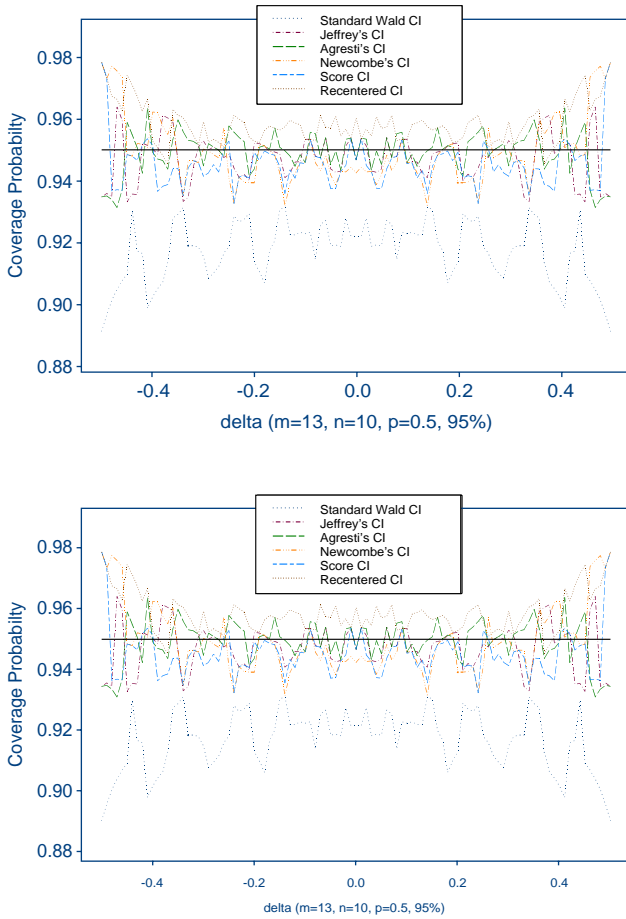 Standard Wald CI
Jeffrey's CI
Agresti's CI
Newcombe's CI
Score CI
Recentered CI
0.98
0.96
0.94
0.92
0.90
0.88
Coverage Probabilty
-0.4
-0.2
0.0
0.2
0.4
delta (m=13, n=10, p=0.5, 95%)
Standard Wald CI
Jeffrey's CI
Agresti's CI
Newcombe's CI
Score CI
Recentered CI
0.98
0.96
0.94
0.92
0.90
0.88
Coverage Probabilty
-0.4
-0.2
0.0
0.2
0.4
delta (m=13, n=10, p=0.5, 95%)